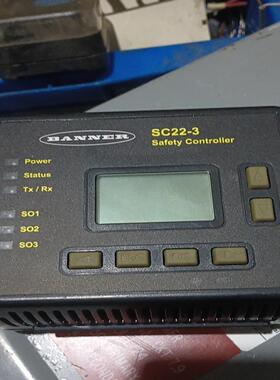 BANNER
SC22-3
Safety Controller
Power
Status
Tx / Rx
SO1
SO2
SO3